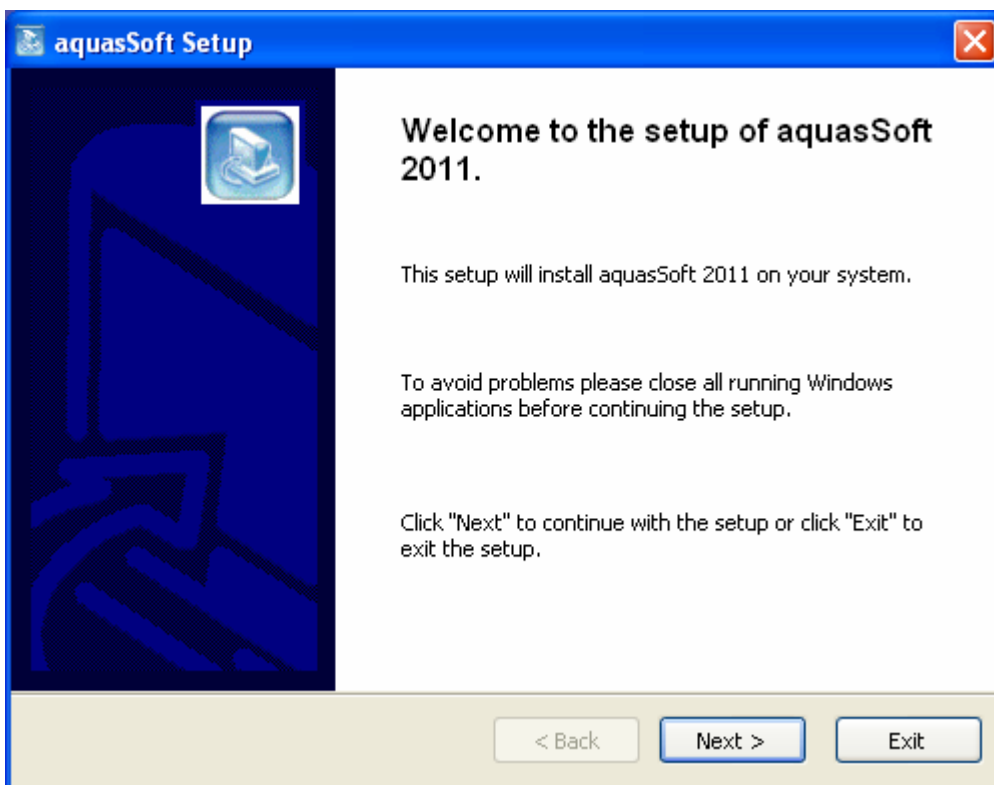 aquasSoft Setup
Welcome to the setup of aquasSoft
2011.
This setup will install aquasSoft 2011 on your system.
To avoid problems please close all running Windows
applications before continuing the setup.
Click "Next" to continue with the setup or click "Exit" to
exit the setup.
< Back
Next >
Exit